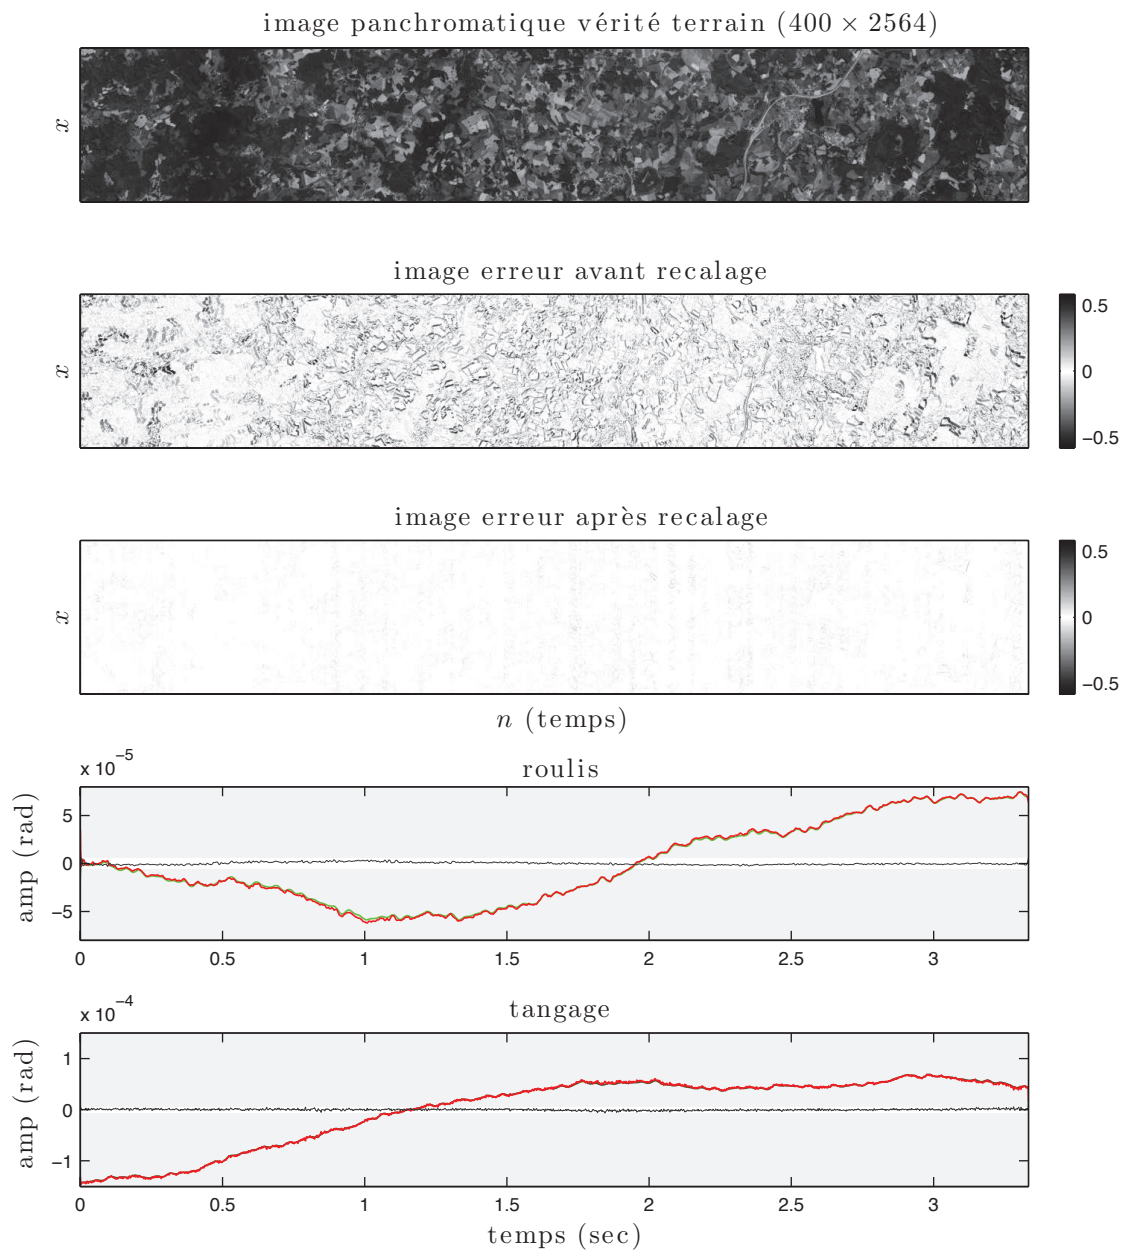 image panchromatique vérité terrain (400 × 2564)
x
image erreur avant recalage
x
0.5
0
−0.5
image erreur après recalage
x
0.5
0
−0.5
n (temps)
x 10⁻⁵
roulis
amp (rad)
5
0
−5
0 0.5 1 1.5 2 2.5 3
x 10⁻⁴
tangage
amp (rad)
1
0
−1
0 0.5 1 1.5 2 2.5 3
temps (sec)